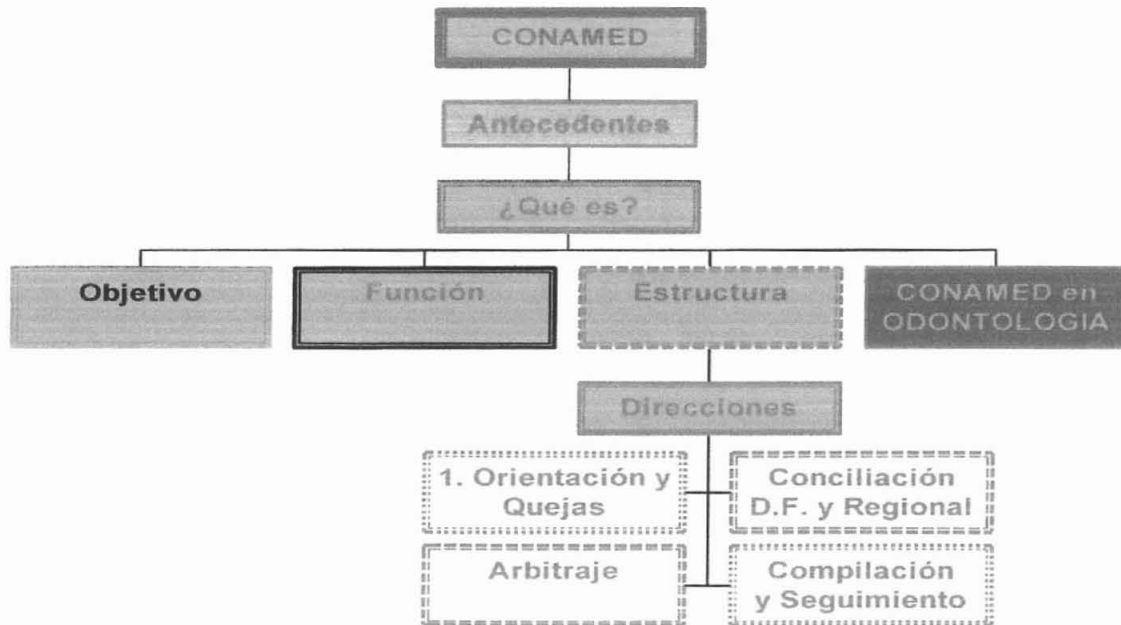 CONAMED
Antecedentes
¿Qué es?
Objetivo
Función
Estructura
CONAMED en
ODONTOLOGIA
Direcciones
1. Orientación y
Quejas
Conciliación
D.F. y Regional
Arbitraje
Compilación
y Seguimiento